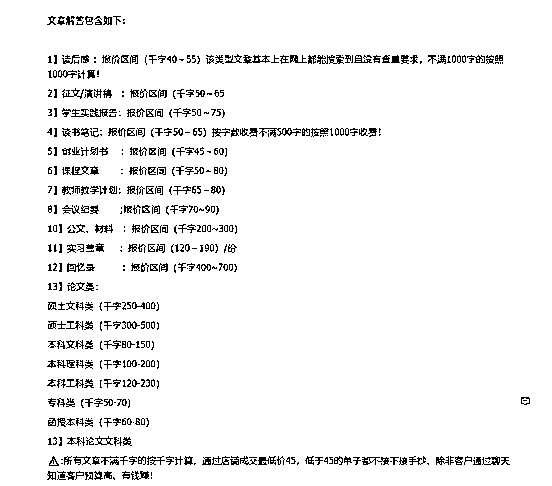 文章解答包含如下：
1】读后感：报价区间（千字40~55）该类型文章基本上在网上都能搜索到且没有查重要求，不满1000字的按照
1000字计算！
2】征文/演讲稿 ：报价区间（千字50~65
3】学生实践报告：报价区间（千字50~75）
4】读书笔记：报价区间（千字50~65）按字数收费不满500字的按照1000字收费！
5】创业计划书 ：报价区间（千字45~60）
6】课程文章 ：报价区间（千字50~80）
7】教师教学计划：报价区间（千字65~80）
8】会议纪要 ;报价区间（千字70~90）
10】公文、材料 ：报价区间（千字200~300）
11】实习盖章 ：报价区间（120~190）/份
12】回忆录 ：报价区间（千字400~700）
13】论文类：
硕士文科类（千字250-400）
硕士工科类（千字300-500）
本科文科类（千字80-150）
本科理科类（千字100-200）
本科工科类（千字120-230）
专科类（千字50-70）
函授本科类（千字60-80）
13】本科论文文科类
⚠:所有文章不满千字的按千字计算，通过店铺成交最低价45，低于45的单子都不接不接手抄、除非客户通过聊天
知道客户预算高、有钱赚！